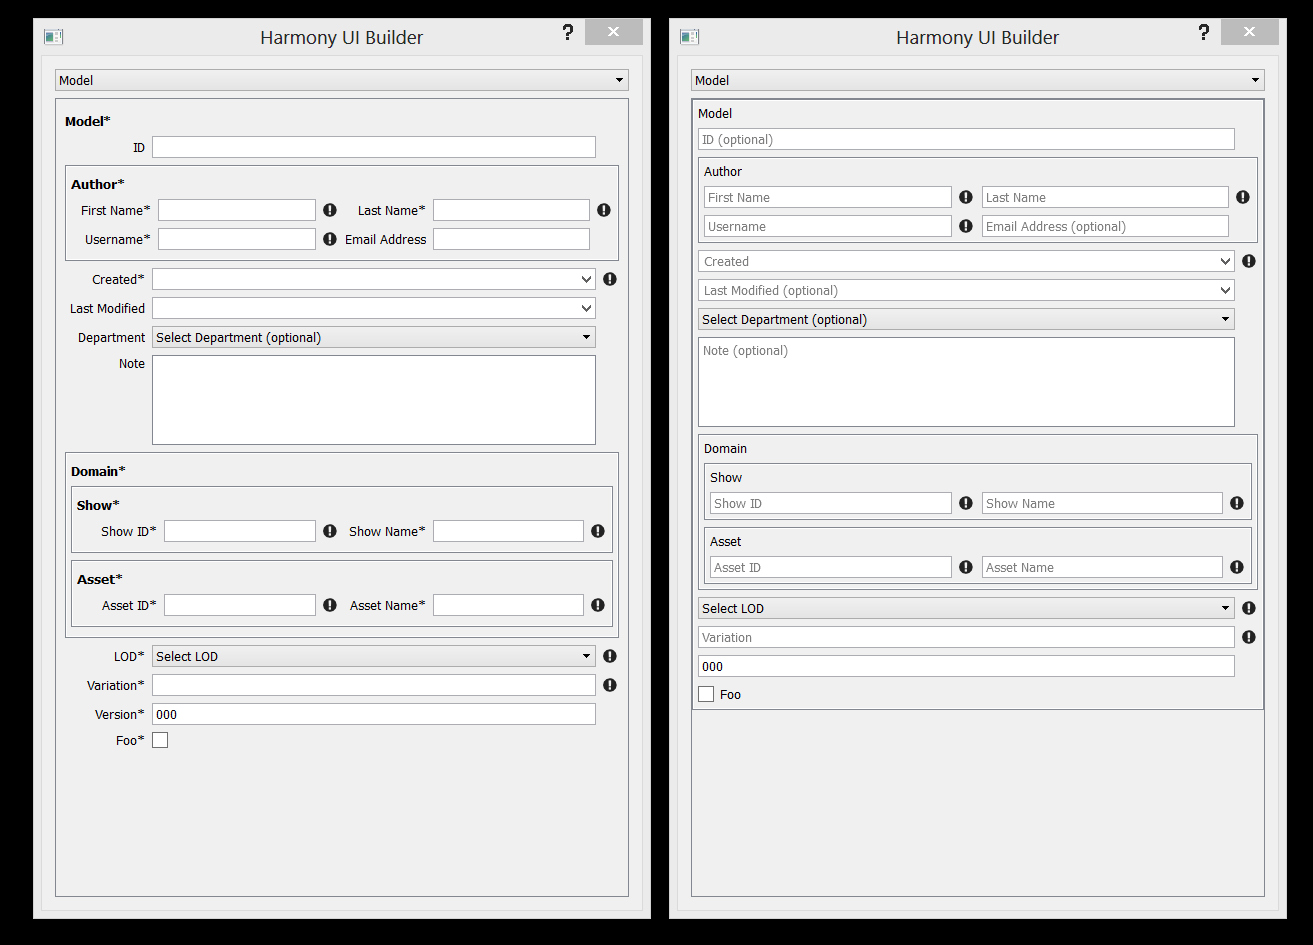 Harmony UI Builder ?
Model
Model*
ID
Author*
First Name* Last Name*
Username* Email Address
Created*
Last Modified
Department Select Department (optional)
Note
Domain*
Show*
Show ID* Show Name*
Asset*
Asset ID* Asset Name*
LOD* Select LOD
Variation*
Version* 000
Foo*
Harmony UI Builder ?
Model
Model
ID (optional)
Author
First Name Last Name
Username Email Address (optional)
Created
Last Modified (optional)
Select Department (optional)
Note (optional)
Domain
Show
Show ID Show Name
Asset
Asset ID Asset Name
Select LOD
Variation
000
Foo